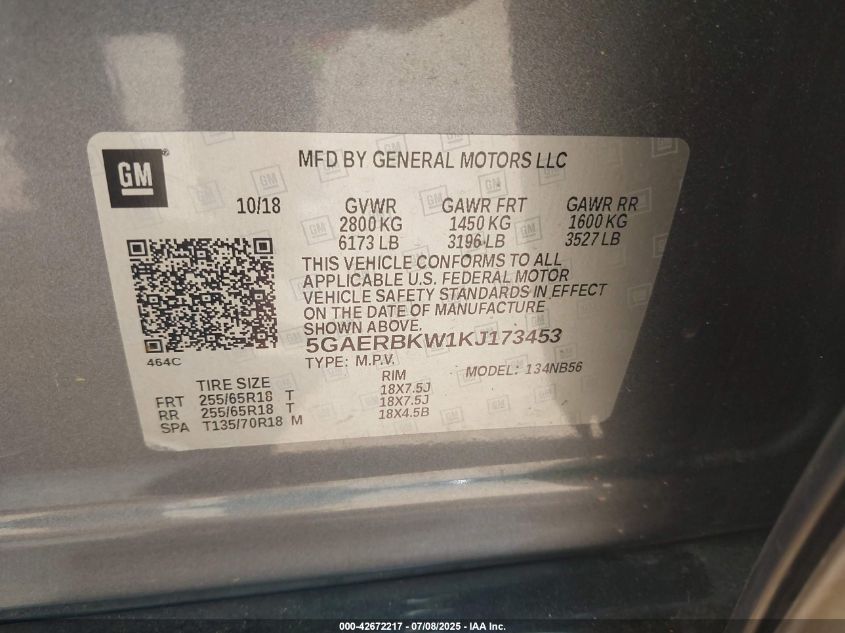 GM
MFD BY GENERAL MOTORS LLC
10/18 GVWR GAWR FRT GAWR RR
2800 KG 1450 KG 1600 KG
6173 LB 3196 LB 3527 LB
THIS VEHICLE CONFORMS TO ALL
APPLICABLE U.S. FEDERAL MOTOR
VEHICLE SAFETY STANDARDS IN EFFECT
ON THE DATE OF MANUFACTURE
SHOWN ABOVE.
5GAERBKW1KJ173453
464C
TYPE: M.P.V. MODEL: 134NB56
TIRE SIZE RIM
FRT 255/65R18 T 18X7.5J
RR 255/65R18 T 18X7.5J
SPA T135/70R18 M 18X4.5B
000-42672217 - 07/08/2025 - IAA Inc.